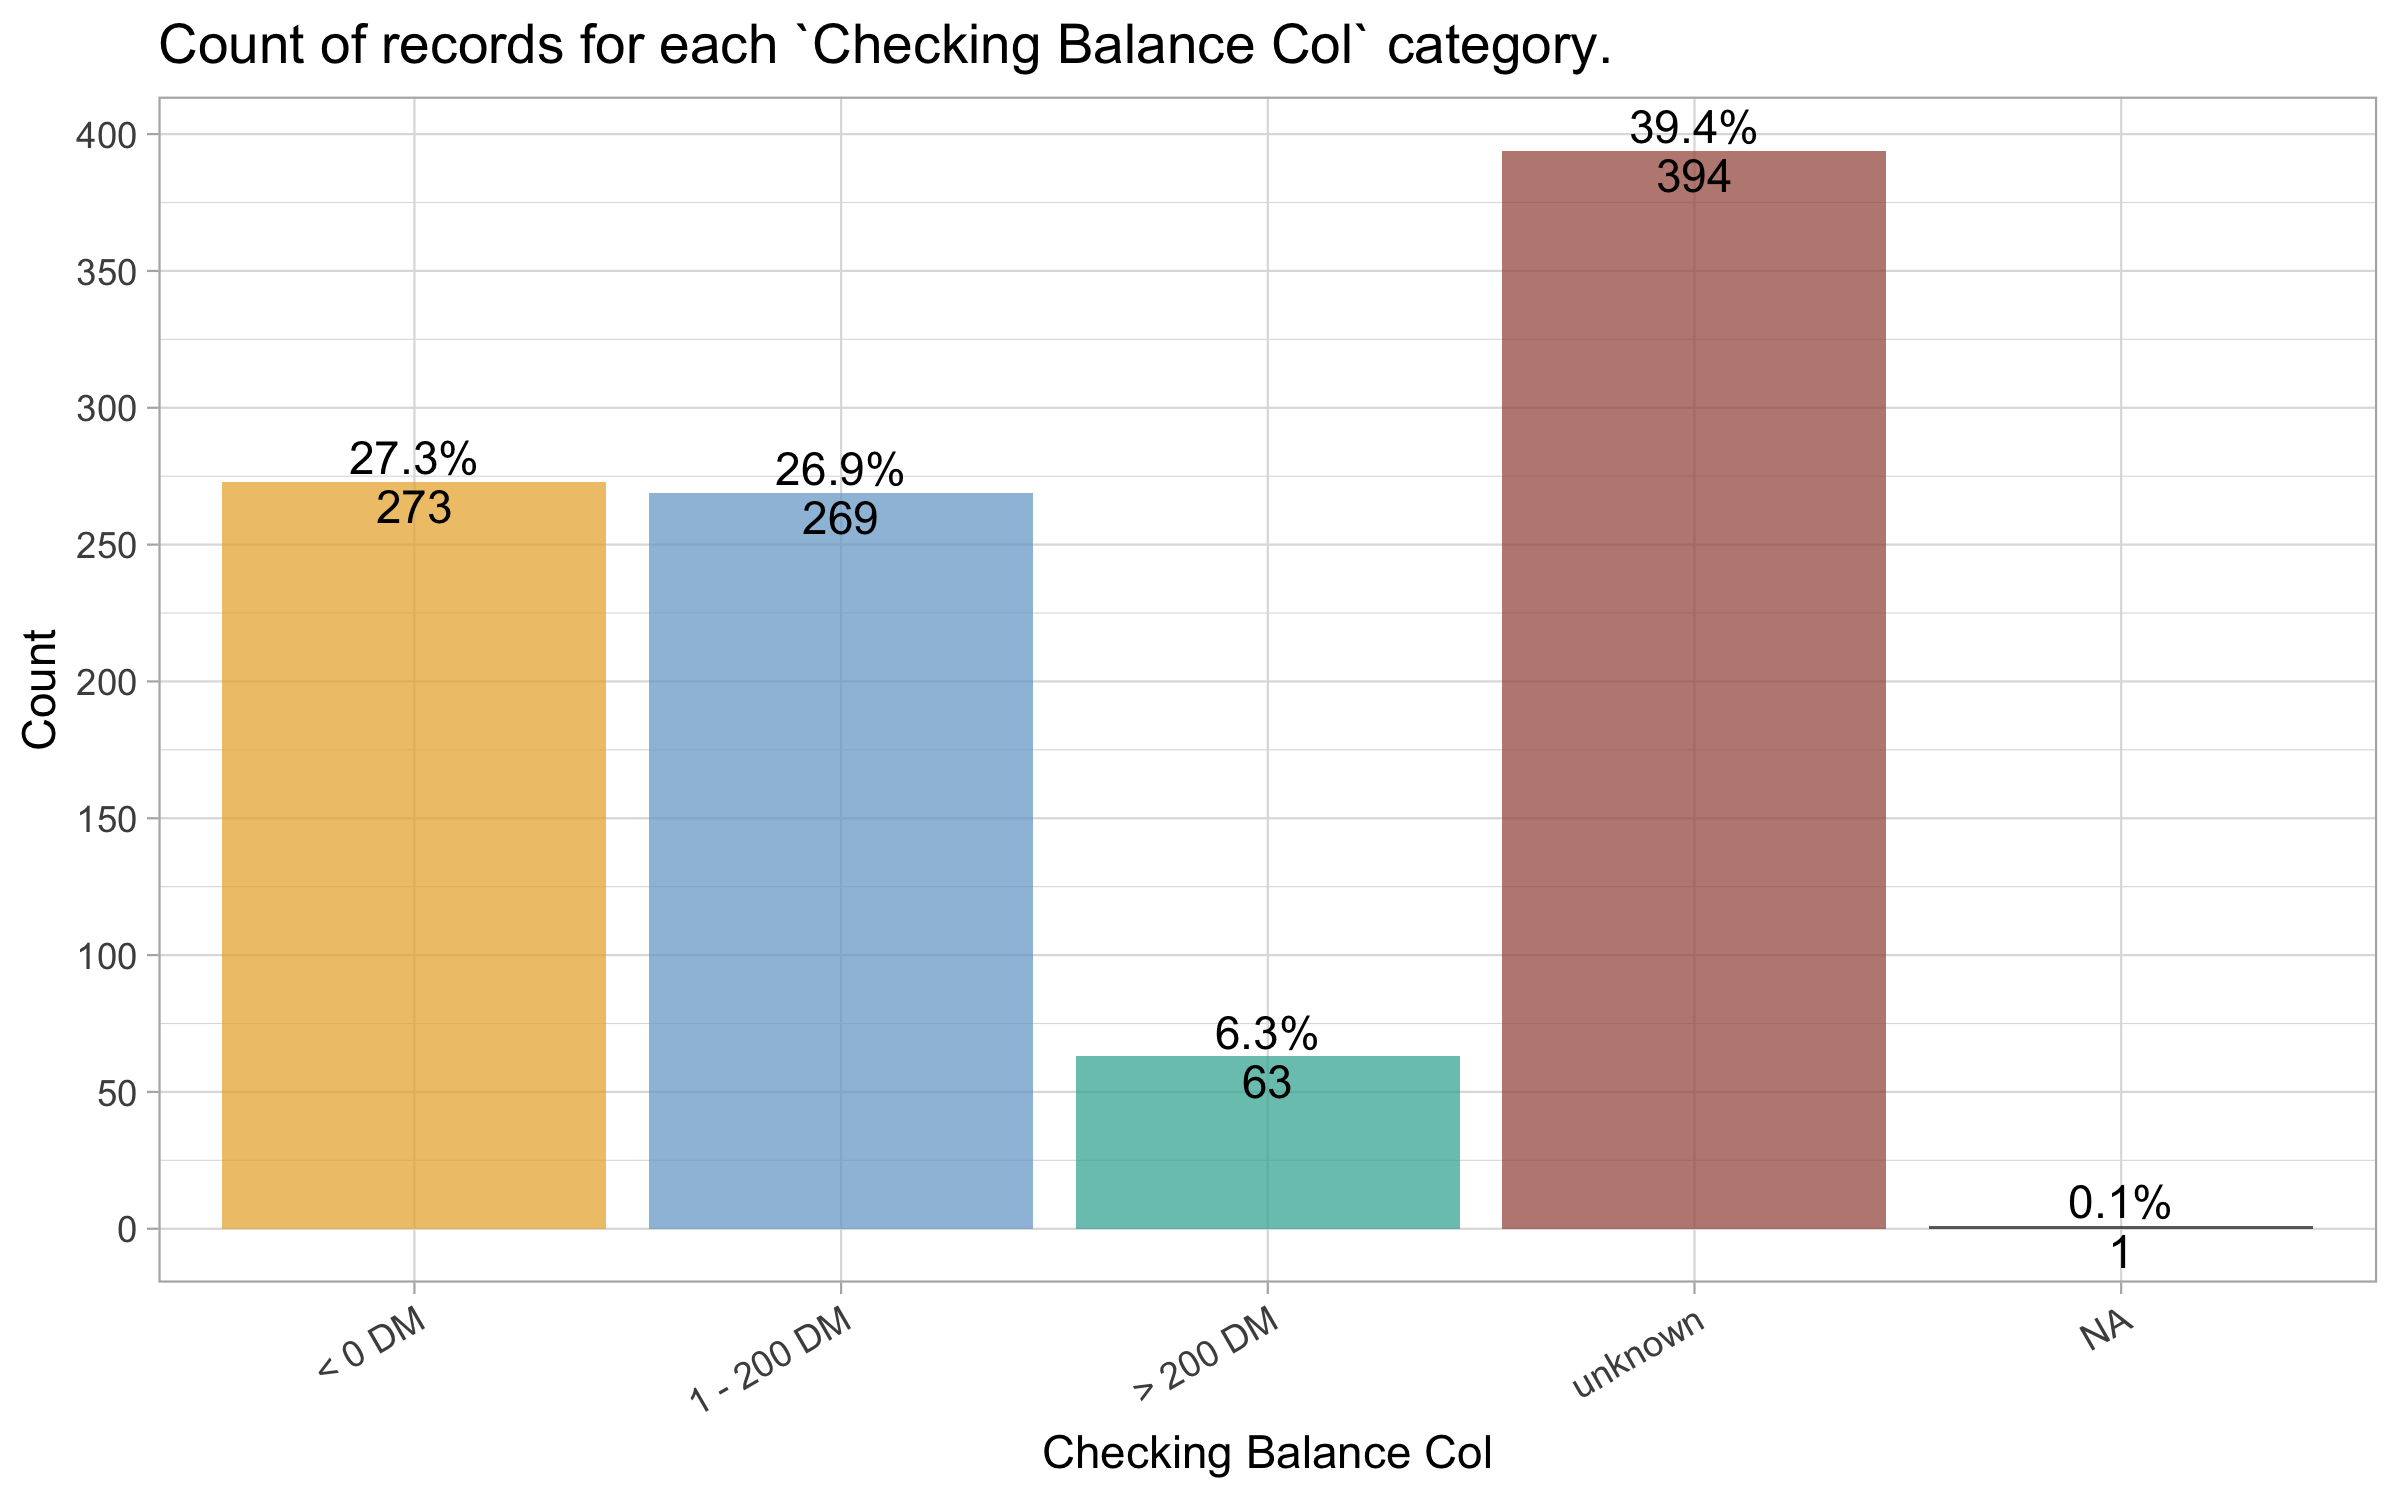 Count of records for each `Checking Balance Col` category.
Count
400
350
300
250
200
150
100
50
0
27.3%
273
26.9%
269
6.3%
63
39.4%
394
0.1%
1
< 0 DM
1 - 200 DM
> 200 DM
unknown
NA
Checking Balance Col